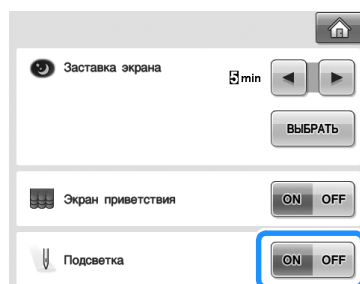 Заставка экрана
5 min
ВЫБРАТЬ
Экран приветствия
ON OFF
Подсветка
ON OFF